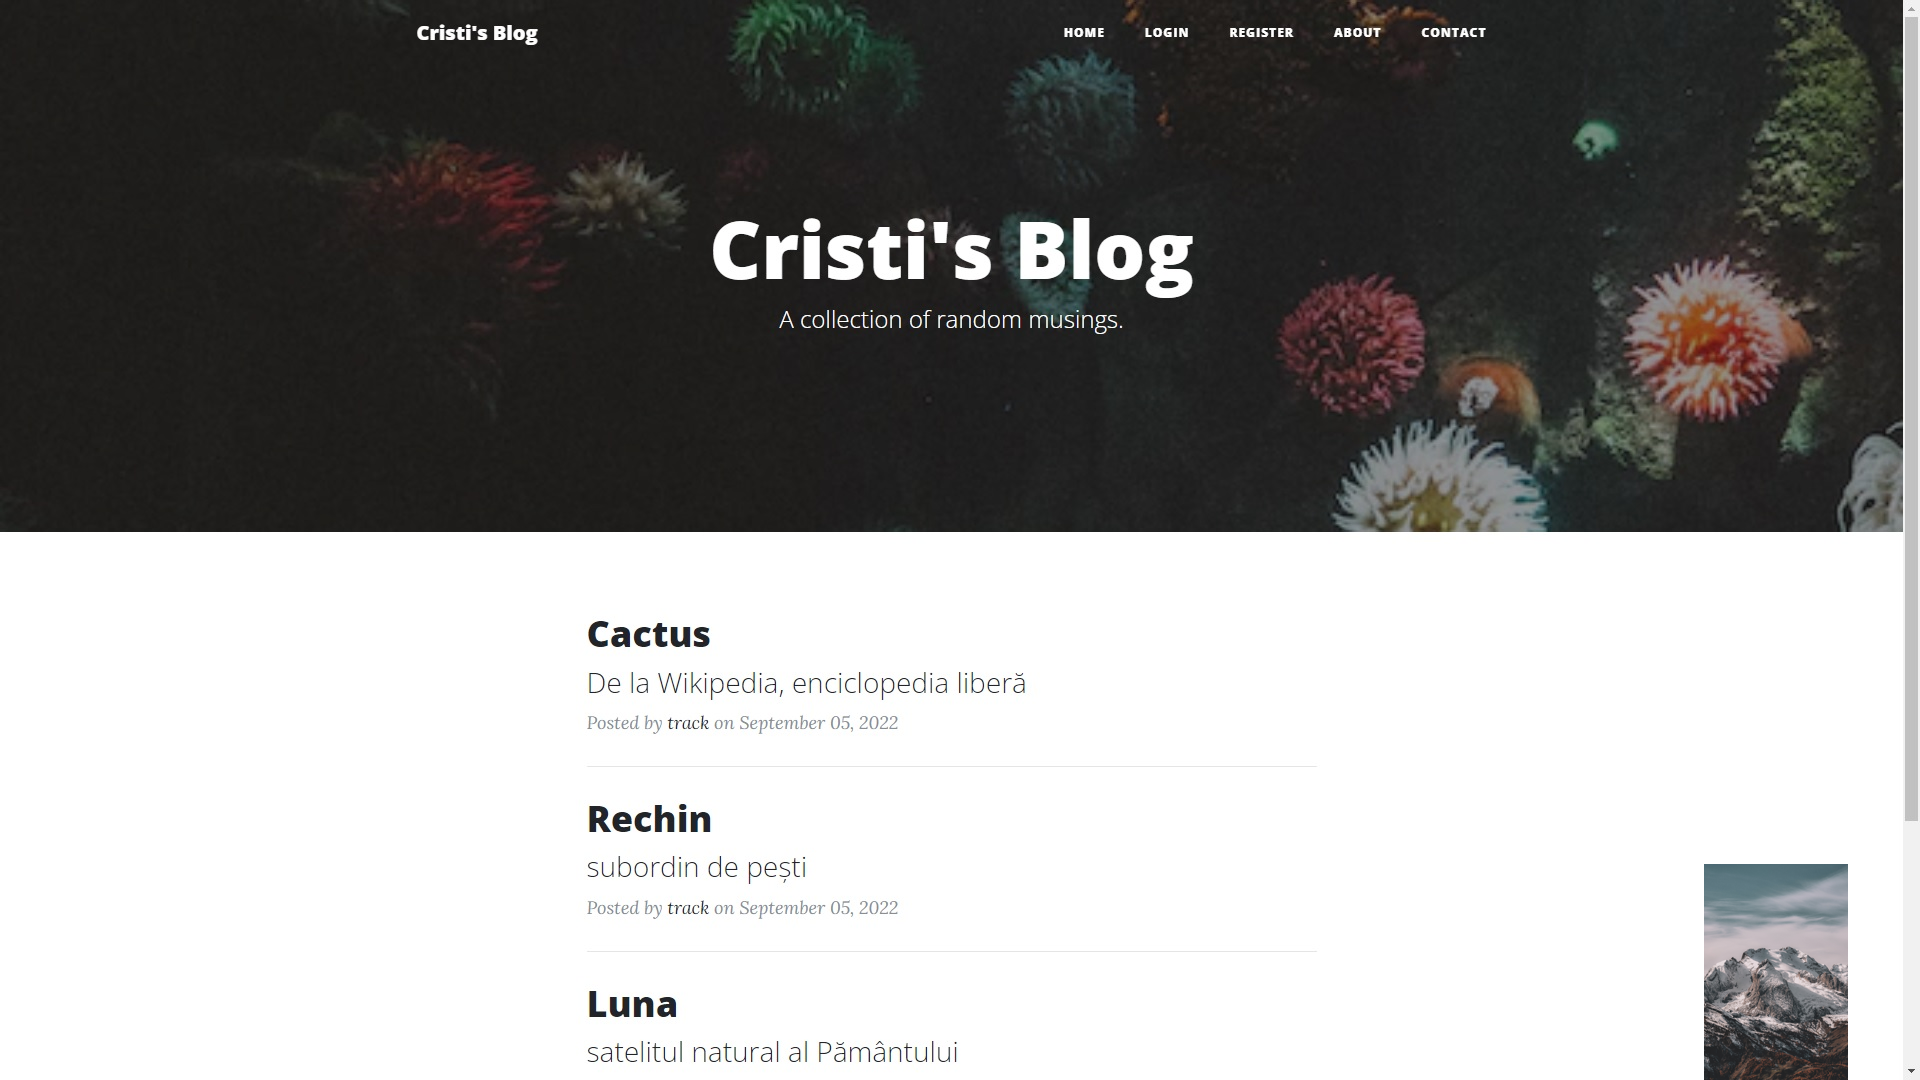 Cristi's Blog
HOME LOGIN REGISTER ABOUT CONTACT
Cristi's Blog
A collection of random musings.
Cactus
De la Wikipedia, enciclopedia liberă
Posted by track on September 05, 2022
Rechin
subordin de pești
Posted by track on September 05, 2022
Luna
satelitul natural al Pământului